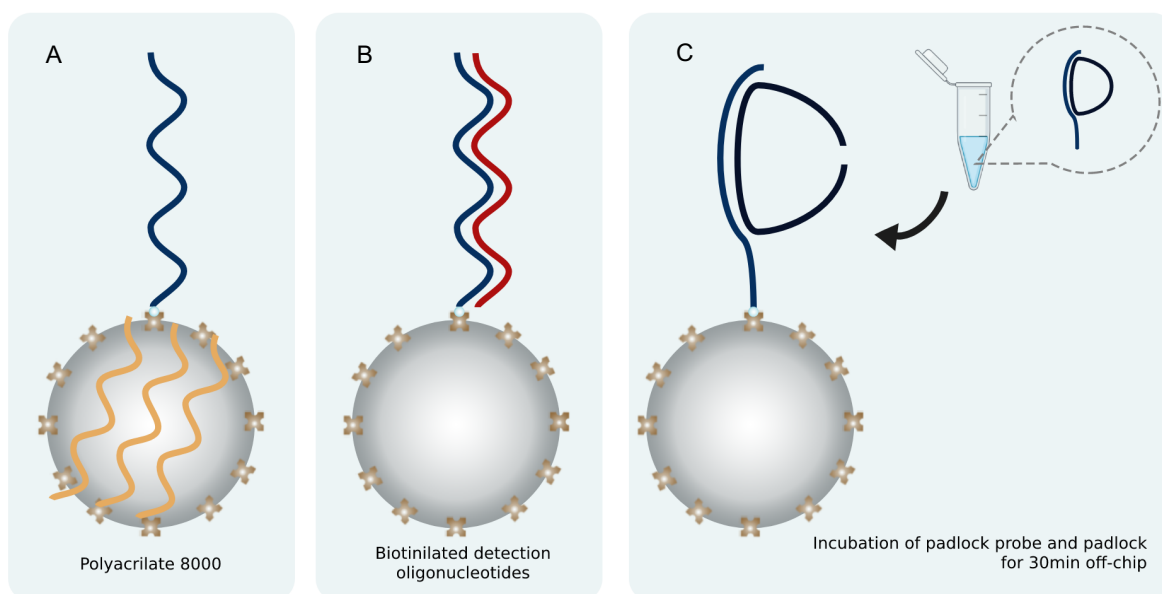 A
B
C
Polyacrilate 8000
Biotinilated detection
oligonucleotides
Incubation of padlock probe and padlock
for 30min off-chip